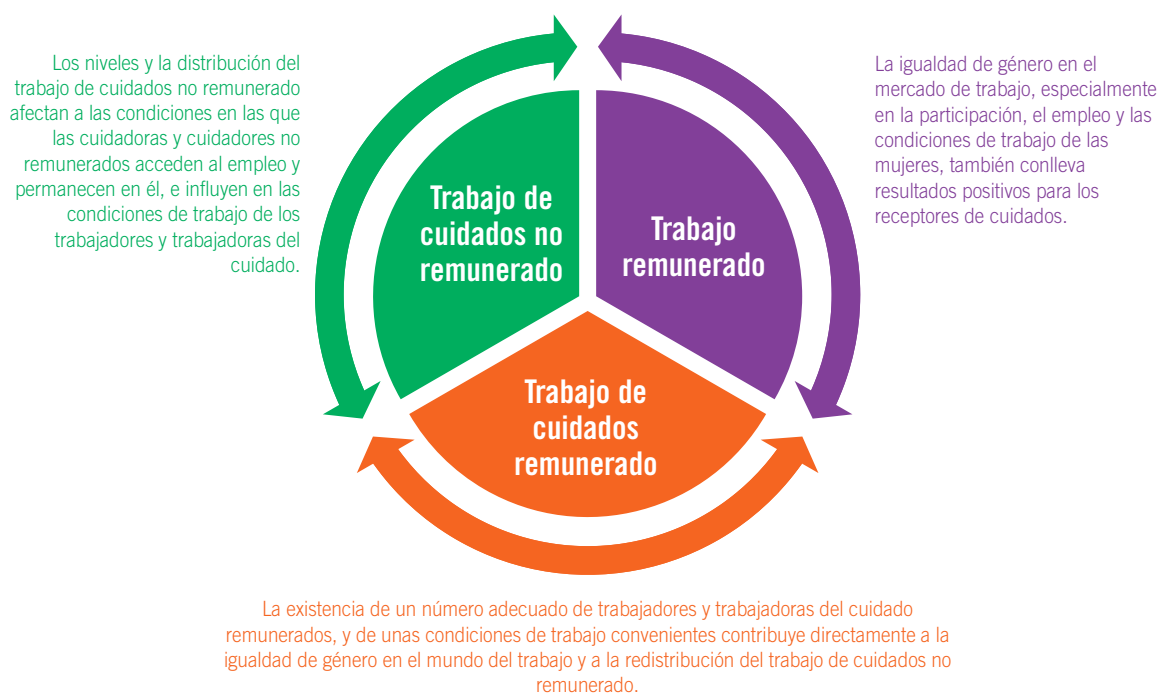 Los niveles y la distribución del
trabajo de cuidados no remunerado
afectan a las condiciones en las que
las cuidadoras y cuidadores no
remunerados acceden al empleo y
permanecen en él, e influyen en las
condiciones de trabajo de los
trabajadores y trabajadoras del
cuidado.
Trabajo de
cuidados no
remunerado
Trabajo
remunerado
La igualdad de género en el
mercado de trabajo, especialmente
en la participación, el empleo y las
condiciones de trabajo de las
mujeres, también conlleva
resultados positivos para los
receptores de cuidados.
Trabajo de
cuidados
remunerado
La existencia de un número adecuado de trabajadores y trabajadoras del cuidado
remunerados, y de unas condiciones de trabajo convenientes contribuye directamente a la
igualdad de género en el mundo del trabajo y a la redistribución del trabajo de cuidados no
remunerado.